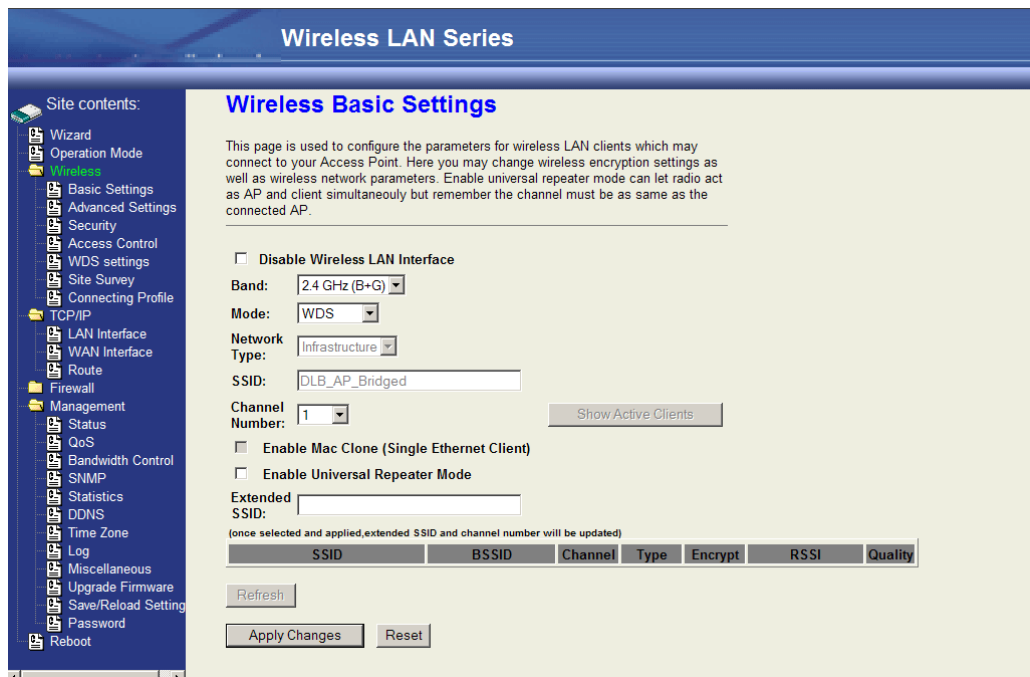 Wireless LAN Series
Site contents:
Wizard
Operation Mode
Wireless
Basic Settings
Advanced Settings
Security
Access Control
WDS settings
Site Survey
Connecting Profile
TCP/IP
LAN Interface
WAN Interface
Route
Firewall
Management
Status
QoS
Bandwidth Control
SNMP
Statistics
DDNS
Time Zone
Log
Miscellaneous
Upgrade Firmware
Save/Reload Setting
Password
Reboot
Wireless Basic Settings
This page is used to configure the parameters for wireless LAN clients which may
connect to your Access Point. Here you may change wireless encryption settings as
well as wireless network parameters. Enable universal repeater mode can let radio act
as AP and client simultaneouly but remember the channel must be as same as the
connected AP.
Disable Wireless LAN Interface
Band: 2.4 GHz (B+G)
Mode: WDS
Network
Type: Infrastructure
SSID: DLB_AP_Bridged
Channel
Number: 1 Show Active Clients
Enable Mac Clone (Single Ethernet Client)
Enable Universal Repeater Mode
Extended
SSID:
(once selected and applied,extended SSID and channel number will be updated)
SSID BSSID Channel Type Encrypt RSSI Quality
Refresh
Apply Changes Reset